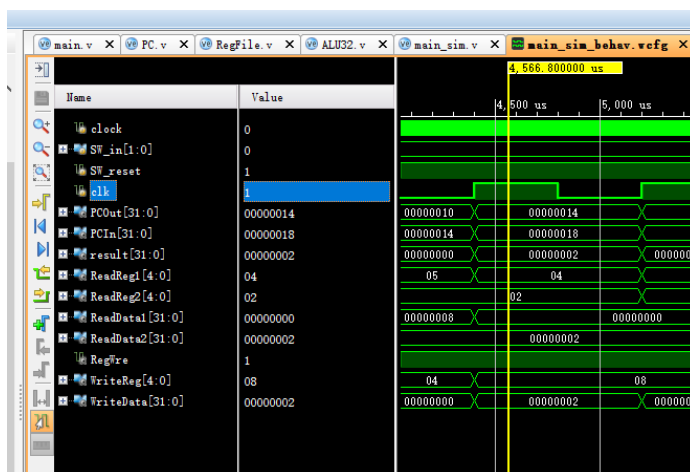 main.v X PC.v X RegFile.v X ALU32.v X main_sim.v X main_sim_behav.wcfg X
4,566.800000 us
Name Value
4,500 us 5,000 us
clock 0
SW_in[1:0] 0
SW_reset 1
clk 1
PCOut[31:0] 00000014 00000010 00000014
PCIn[31:0] 00000018 00000014 00000018
result[31:0] 00000002 00000000 00000002 000000
ReadReg1[4:0] 04 05 04
ReadReg2[4:0] 02 02
ReadData1[31:0] 00000000 00000008 00000000
ReadData2[31:0] 00000002 00000002
RegWre 1
WriteReg[4:0] 08 04 08
WriteData[31:0] 00000002 00000000 00000002 000000